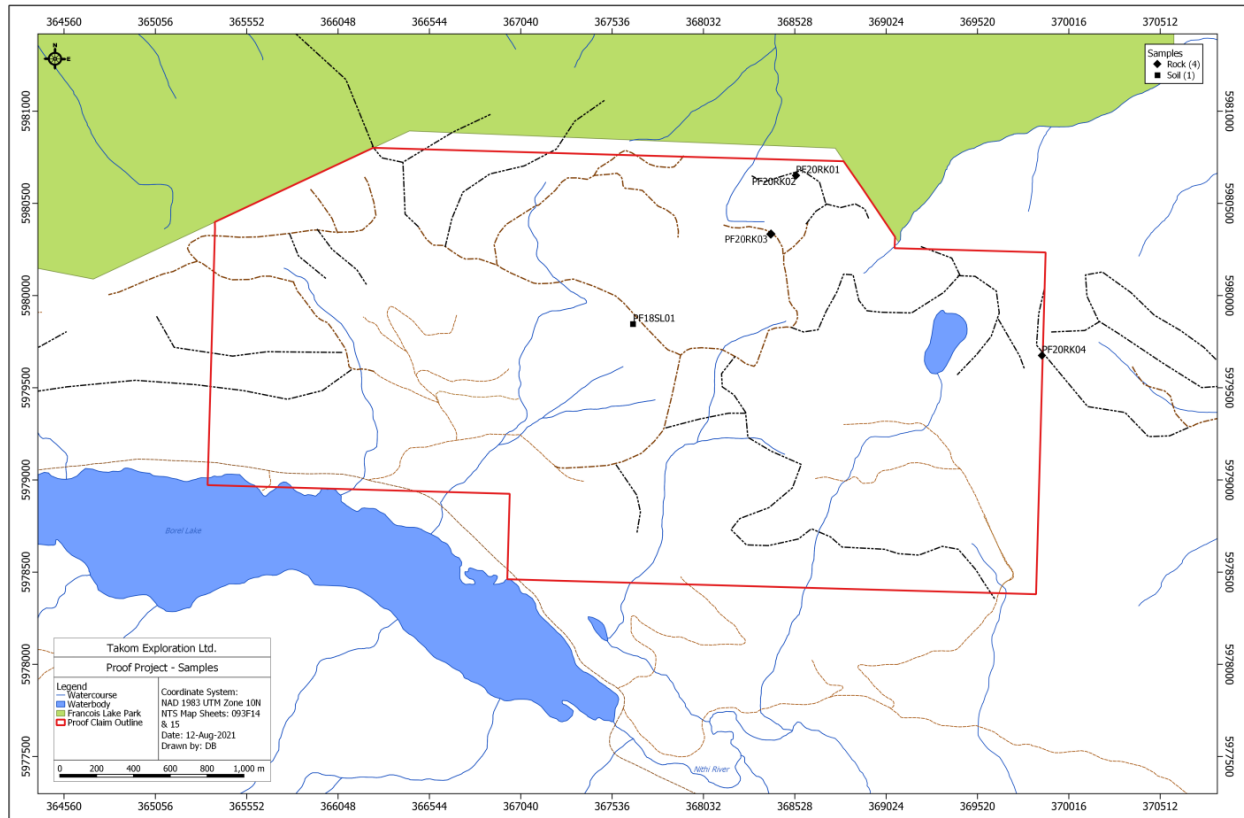 364560 365056 365552 366048 366544 367040 367536 368032 368528 369024 369520 370016 370512
N
E
Samples
Rock (4)
Soil (1)
5981000 5981000
PF20RK01
PF20RK02
5980500 5980500
PF20RK03
5980000 5980000
PF18SL01
PF20RK04
5979500 5979500
5979000 5979000
Borel Lake
5978500 5978500
5978000 5978000
Takom Exploration Ltd.
Proof Project - Samples
Legend
Watercourse
Waterbody
Francois Lake Park
Proof Claim Outline
Coordinate System:
NAD 1983 UTM Zone 10N
NTS Map Sheets: 093F14
& 15
Date: 12-Aug-2021
Drawn by: DB
0 200 400 600 800 1,000 m
5977500 5977500
Nithi River
364560 365056 365552 366048 366544 367040 367536 368032 368528 369024 369520 370016 370512